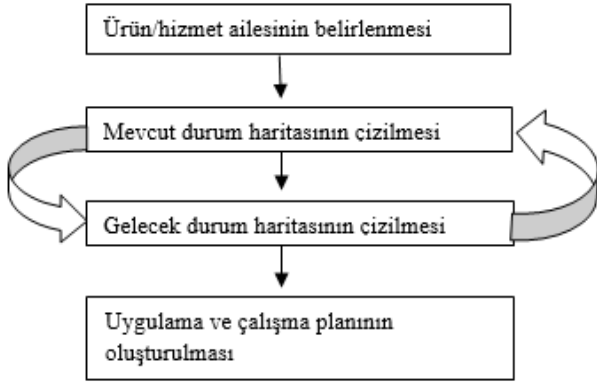 Ürün/hizmet ailesinin belirlenmesi
Mevcut durum haritasının çizilmesi
Gelecek durum haritasının çizilmesi
Uygulama ve çalışma planının
oluşturulması